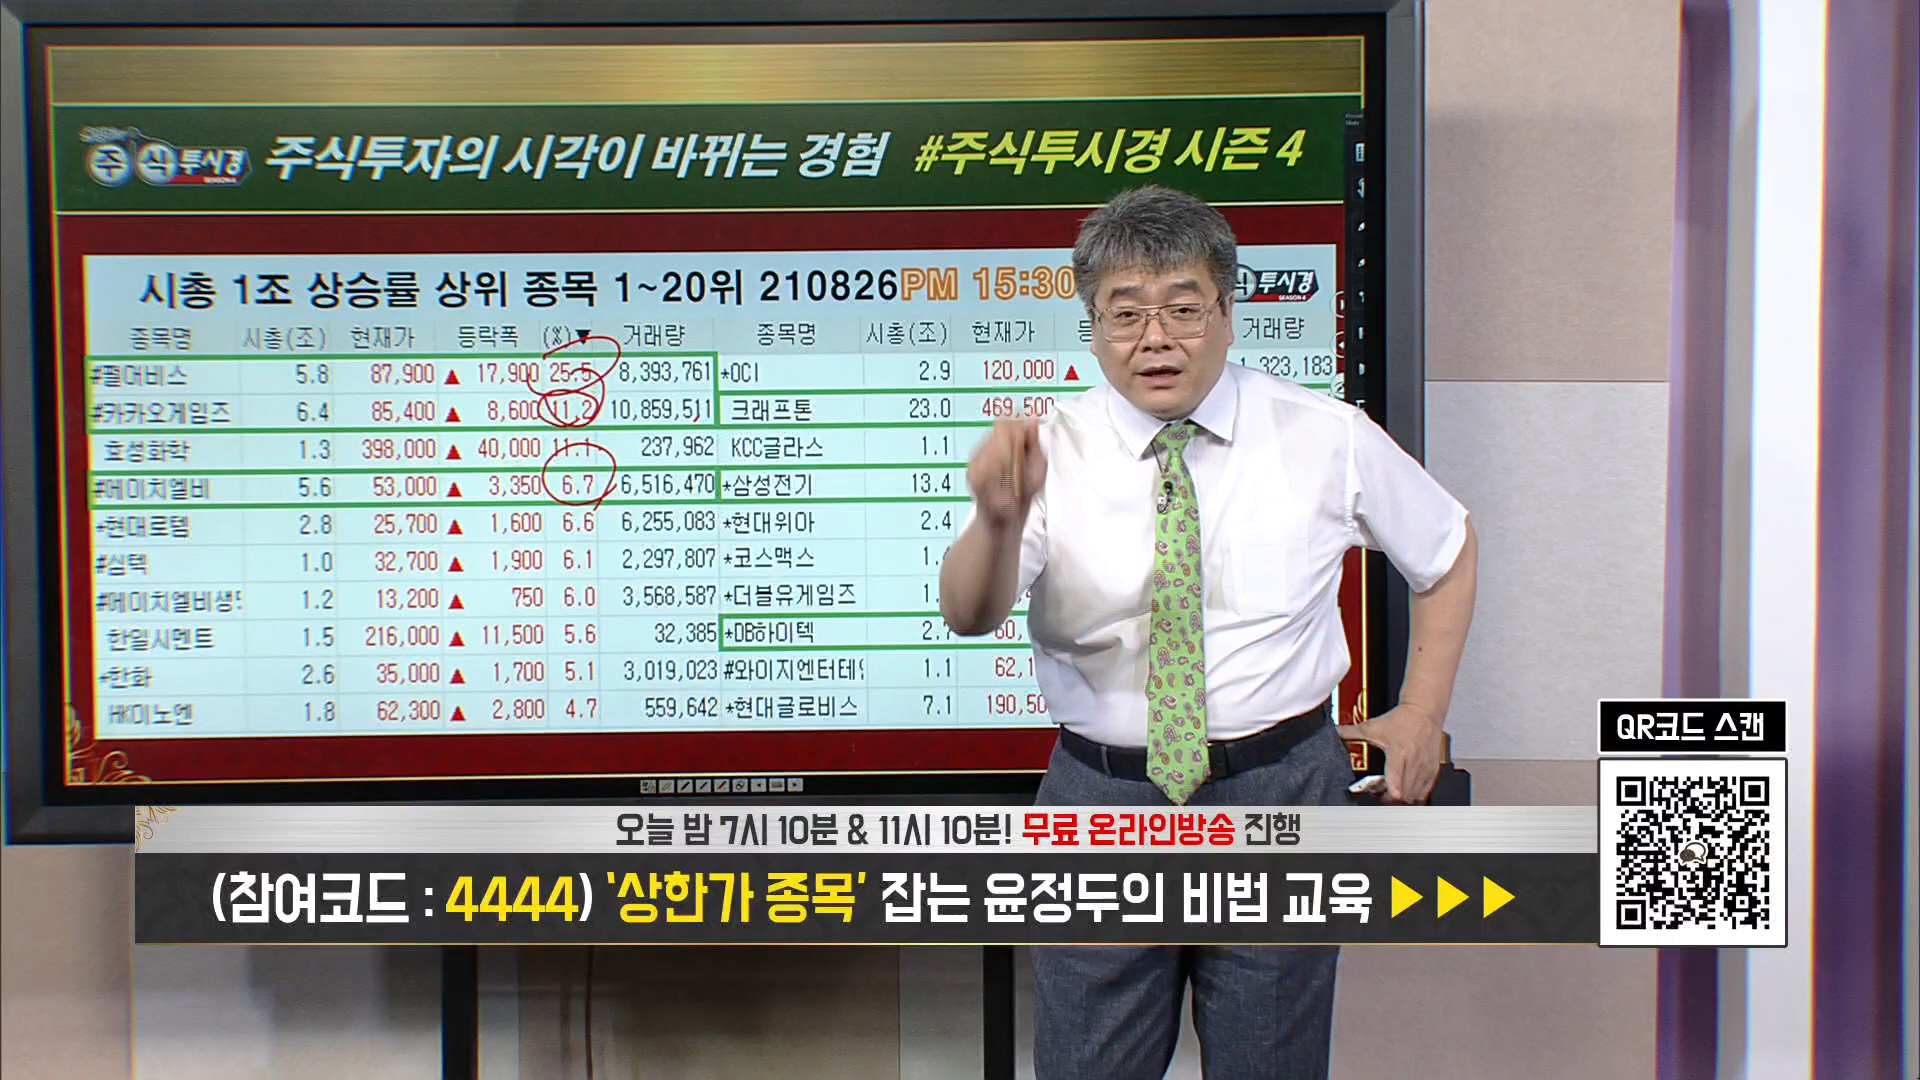 주식투시경 주식투자의 시각이 바뀌는 경험 #주식투시경 시즌 4
시총 1조 상승률 상위 종목 1~20위 210826 PM 15:30 투시경
종목명 시총(조) 현재가 등락폭 (%)▼ 거래량 종목명 시총(조) 현재가 거래량
#펄어비스 5.8 87,900 ▲ 17,900 25.5 8,393,761 *OCI 2.9 120,000 ▲ 1,323,183
#카카오게임즈 6.4 85,400 ▲ 8,600 11.2 10,859,511 크래프톤 23.0 469,500
효성화학 1.3 398,000 ▲ 40,000 11.1 237,962 KCC글라스 1.1
#에이치엘비 5.6 53,000 ▲ 3,350 6.7 6,516,470 *삼성전기 13.4
*현대로템 2.8 25,700 ▲ 1,600 6.6 6,255,083 *현대위아 2.4
#심텍 1.0 32,700 ▲ 1,900 6.1 2,297,807 *코스맥스
#에이치엘비생 1.2 13,200 ▲ 750 6.0 3,568,587 *더블유게임즈
한일시멘트 1.5 216,000 ▲ 11,500 5.6 32,385 *DB하이텍
*한화 2.6 35,000 ▲ 1,700 5.1 3,019,023 #와이지엔터테 1.1
HK이노엔 1.8 62,300 ▲ 2,800 4.7 559,642 *현대글로비스 7.1 190,50
QR코드 스캔
오늘 밤 7시 10분 & 11시 10분! 무료 온라인방송 진행
(참여코드 : 4444) '상한가 종목' 잡는 윤정두의 비법 교육 ▶▶▶